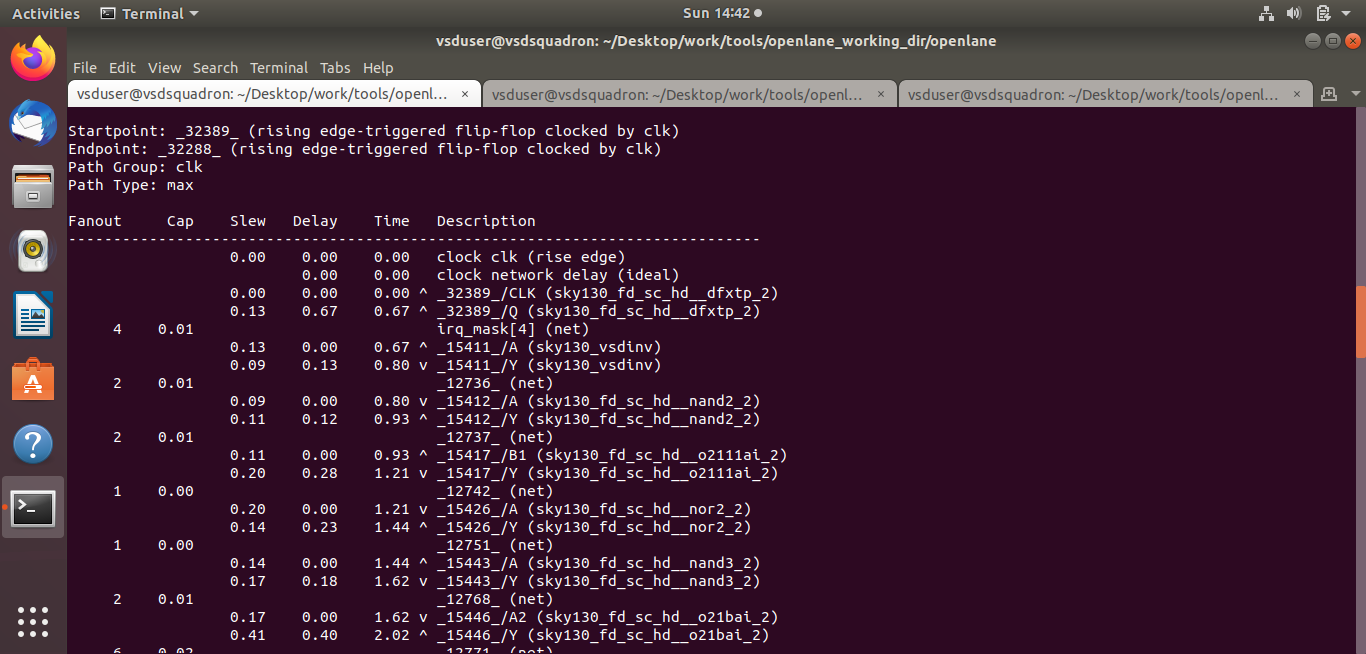 Activities Terminal Sun 14:42
vsduser@vsdsquadron: ~/Desktop/work/tools/openlane_working_dir/openlane
File Edit View Search Terminal Tabs Help
vsduser@vsdsquadron: ~/Desktop/work/tools/openl... × vsduser@vsdsquadron: ~/Desktop/work/tools/openl... × vsduser@vsdsquadron: ~/Desktop/work/tools/openl... ×
Startpoint: _32389_ (rising edge-triggered flip-flop clocked by clk)
Endpoint: _32288_ (rising edge-triggered flip-flop clocked by clk)
Path Group: clk
Path Type: max
Fanout     Cap    Slew   Delay    Time   Description
-----------------------------------------------------------------------------
                  0.00    0.00    0.00   clock clk (rise edge)
                          0.00    0.00   clock network delay (ideal)
                  0.00    0.00    0.00 ^ _32389_/CLK (sky130_fd_sc_hd__dfxtp_2)
                  0.13    0.67    0.67 ^ _32389_/Q (sky130_fd_sc_hd__dfxtp_2)
     4    0.01                           irq_mask[4] (net)
                  0.13    0.00    0.67 ^ _15411_/A (sky130_vsdinv)
                  0.09    0.13    0.80 v _15411_/Y (sky130_vsdinv)
     2    0.01                           _12736_ (net)
                  0.09    0.00    0.80 v _15412_/A (sky130_fd_sc_hd__nand2_2)
                  0.11    0.12    0.93 ^ _15412_/Y (sky130_fd_sc_hd__nand2_2)
     2    0.01                           _12737_ (net)
                  0.11    0.00    0.93 ^ _15417_/B1 (sky130_fd_sc_hd__o2111ai_2)
                  0.20    0.28    1.21 v _15417_/Y (sky130_fd_sc_hd__o2111ai_2)
     1    0.00                           _12742_ (net)
                  0.20    0.00    1.21 v _15426_/A (sky130_fd_sc_hd__nor2_2)
                  0.14    0.23    1.44 ^ _15426_/Y (sky130_fd_sc_hd__nor2_2)
     1    0.00                           _12751_ (net)
                  0.14    0.00    1.44 ^ _15443_/A (sky130_fd_sc_hd__nand3_2)
                  0.17    0.18    1.62 v _15443_/Y (sky130_fd_sc_hd__nand3_2)
     2    0.01                           _12768_ (net)
                  0.17    0.00    1.62 v _15446_/A2 (sky130_fd_sc_hd__o21bai_2)
                  0.41    0.40    2.02 ^ _15446_/Y (sky130_fd_sc_hd__o21bai_2)
     6    0.02                           _12771_ (net)